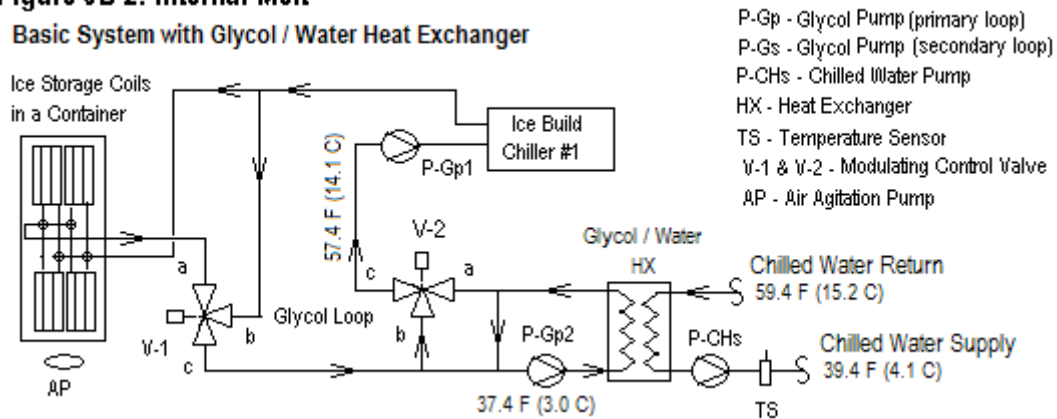 Figure 9B-2: Internal Melt
Basic System with Glycol / Water Heat Exchanger
P-Gp - Glycol Pump (primary loop)
P-Gs - Glycol Pump (secondary loop)
P-CHs - Chilled Water Pump
HX - Heat Exchanger
TS - Temperature Sensor
V-1 & V-2 - Modulating Control Valve
AP - Air Agitation Pump
Ice Storage Coils
in a Container
Ice Build
Chiller #1
P-Gp1
57.4 F (14.1 C)
V-2
c
a
b
Glycol / Water
HX
Chilled Water Return
59.4 F (15.2 C)
a
V-1
b
c
Glycol Loop
AP
P-Gp2
37.4 F (3.0 C)
P-CHs
Chilled Water Supply
39.4 F (4.1 C)
TS